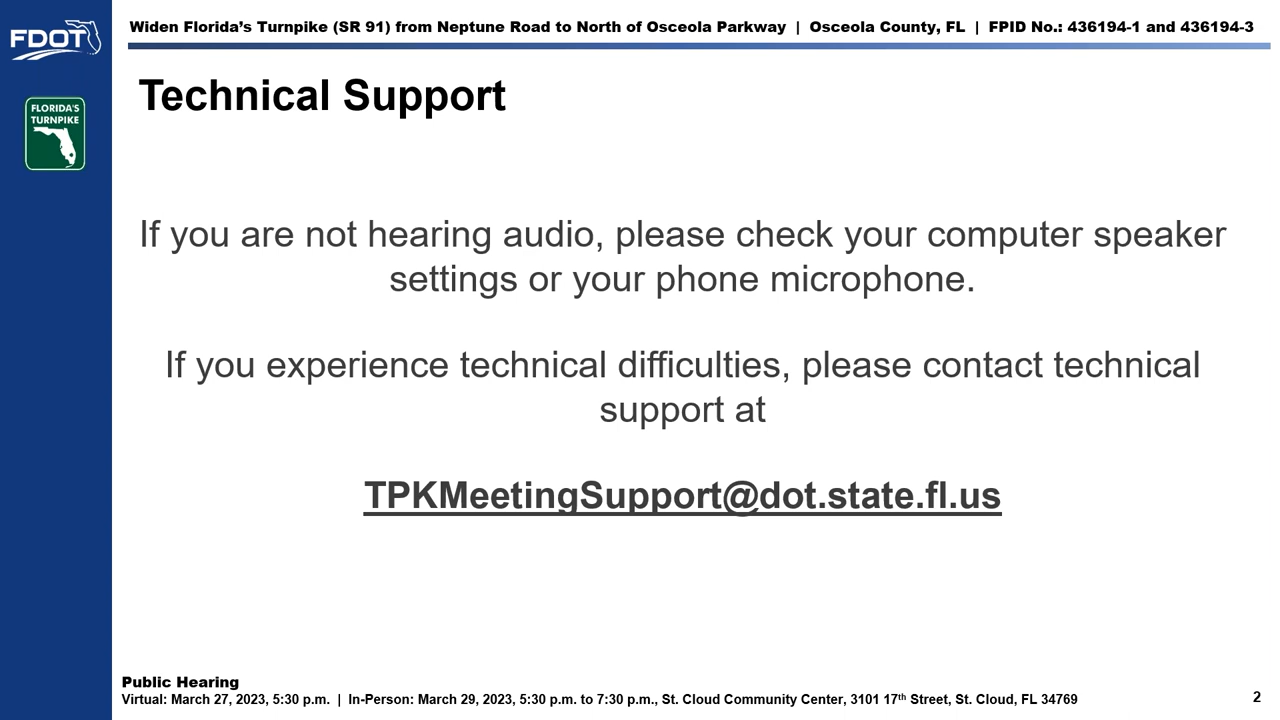 FDOT
Widen Florida’s Turnpike (SR 91) from Neptune Road to North of Osceola Parkway | Osceola County, FL | FPID No.: 436194-1 and 436194-3
Technical Support
FLORIDA'S
TURNPIKE
If you are not hearing audio, please check your computer speaker
settings or your phone microphone.
If you experience technical difficulties, please contact technical
support at
TPKMeetingSupport@dot.state.fl.us
Public Hearing
Virtual: March 27, 2023, 5:30 p.m. | In-Person: March 29, 2023, 5:30 p.m. to 7:30 p.m., St. Cloud Community Center, 3101 17th Street, St. Cloud, FL 34769
2